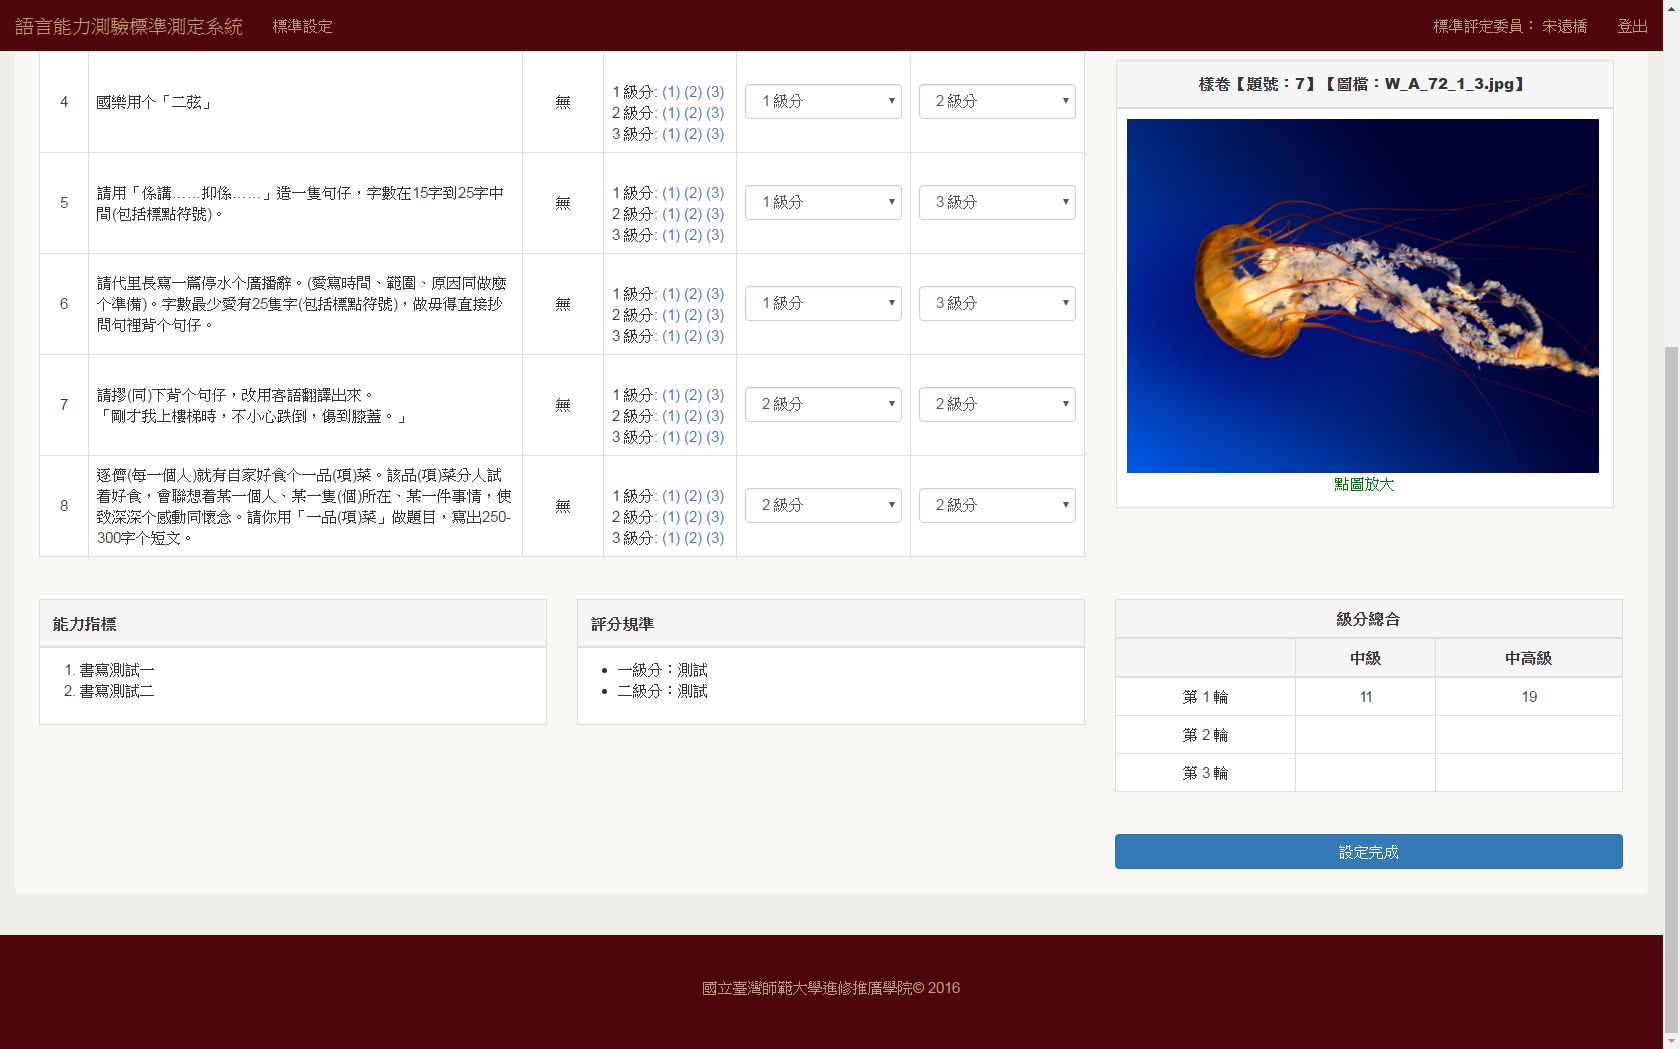 語言能力測驗標準測定系統 標準設定 標準評定委員： 宋遠橋 登出
4 國樂用个「二弦」 無 1 級分: (1) (2) (3) 1 級分 2 級分
2 級分: (1) (2) (3)
3 級分: (1) (2) (3)
5 請用「係講……抑係……」造一隻句仔，字數在15字到25字中
間(包括標點符號)。 無 1 級分: (1) (2) (3) 1 級分 3 級分
2 級分: (1) (2) (3)
3 級分: (1) (2) (3)
6 請代里長寫一篇停水个廣播辭。(愛寫時間、範圍、原因同做麼
个準備)。字數最少愛有25隻字(包括標點符號)，做毋得直接抄
問句裡背个句仔。 無 1 級分: (1) (2) (3) 1 級分 3 級分
2 級分: (1) (2) (3)
3 級分: (1) (2) (3)
7 請摎(同)下背个句仔，改用客語翻譯出來。
「剛才我上樓梯時，不小心跌倒，傷到膝蓋。」 無 1 級分: (1) (2) (3) 2 級分 2 級分
2 級分: (1) (2) (3)
3 級分: (1) (2) (3)
8 逐儕(每一個人)就有自家好食个一品(項)菜。該品(項)菜分人試
着好食，會聯想着某一個人、某一隻(個)所在、某一件事情，使
致深深个感動同懷念。請你用「一品(項)菜」做題目，寫出250-
300字个短文。 無 1 級分: (1) (2) (3) 2 級分 2 級分
2 級分: (1) (2) (3)
3 級分: (1) (2) (3)
樣卷【題號：7】【圖檔：W_A_72_1_3.jpg】
點圖放大
能力指標
1. 書寫測試一
2. 書寫測試二
評分規準
• 一級分：測試
• 二級分：測試
級分總合
中級 中高級
第 1 輪 11 19
第 2 輪
第 3 輪
設定完成
國立臺灣師範大學進修推廣學院© 2016